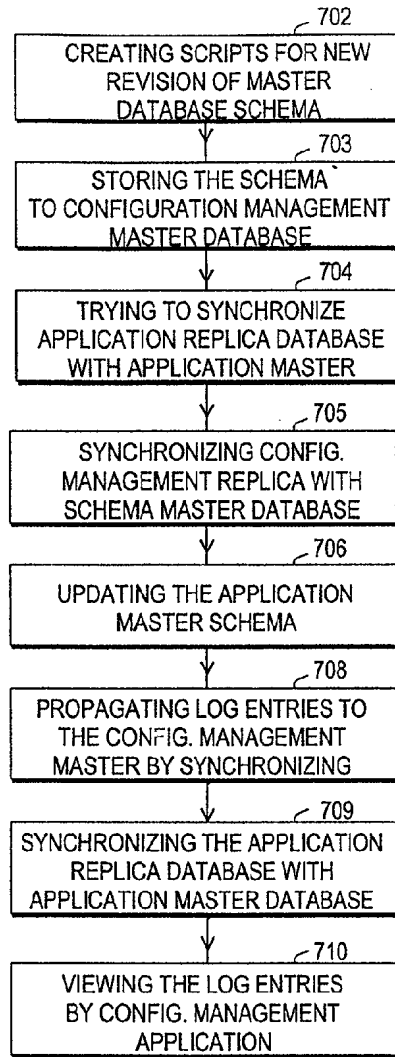 702
CREATING SCRIPTS FOR NEW
REVISION OF MASTER
DATABASE SCHEMA
703
STORING THE SCHEMA
TO CONFIGURATION MANAGEMENT
MASTER DATABASE
704
TRYING TO SYNCHRONIZE
APPLICATION REPLICA DATABASE
WITH APPLICATION MASTER
705
SYNCHRONIZING CONFIG.
MANAGEMENT REPLICA WITH
SCHEMA MASTER DATABASE
706
UPDATING THE APPLICATION
MASTER SCHEMA
708
PROPAGATING LOG ENTRIES TO
THE CONFIG. MANAGEMENT
MASTER BY SYNCHRONIZING
709
SYNCHRONIZING THE APPLICATION
REPLICA DATABASE WITH
APPLICATION MASTER DATABASE
710
VIEWING THE LOG ENTRIES
BY CONFIG. MANAGEMENT
APPLICATION